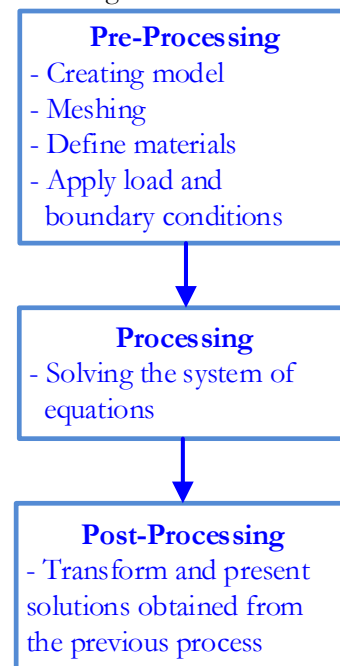 Pre-Processing
- Creating model
- Meshing
- Define materials
- Apply load and
boundary conditions
Processing
- Solving the system of
equations
Post-Processing
- Transform and present
solutions obtained from
the previous process